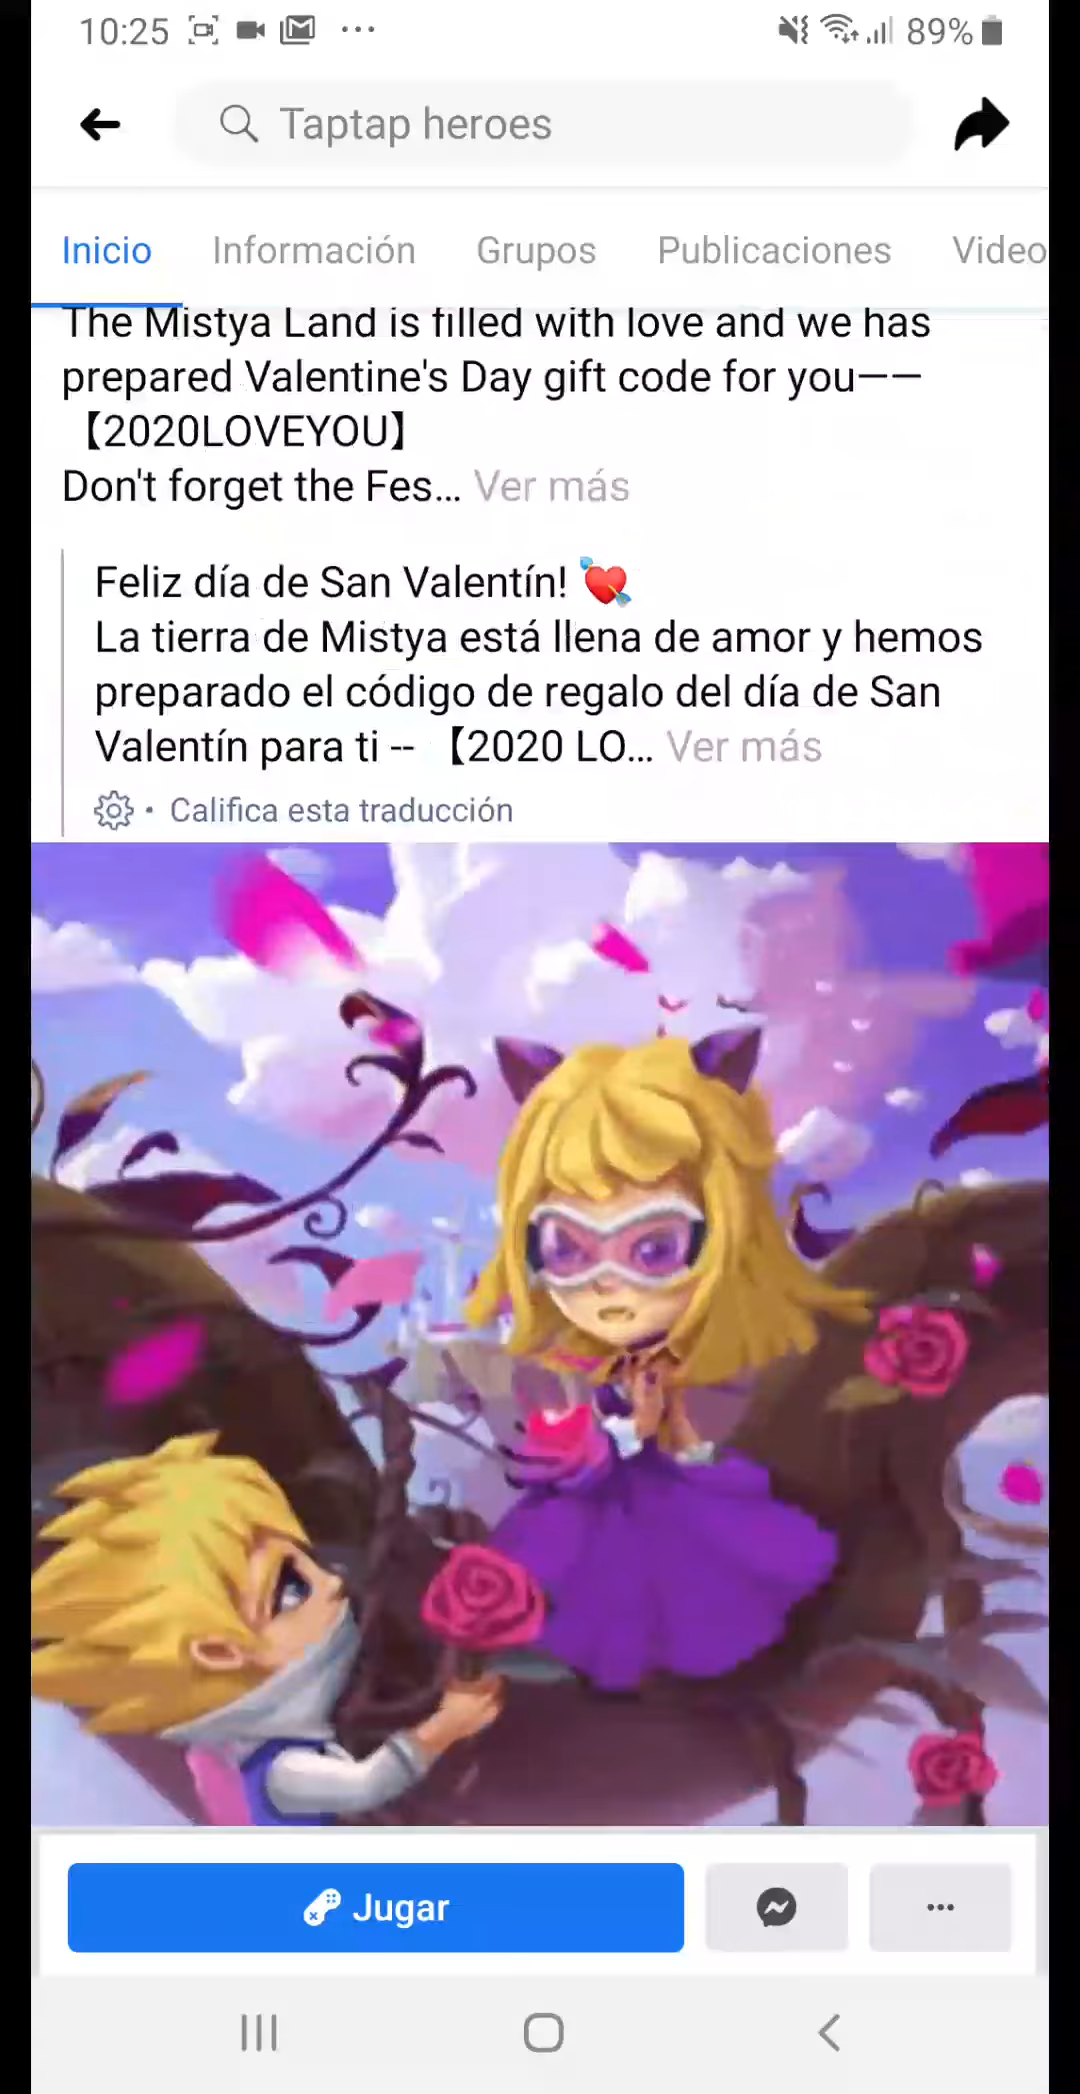 10:25 ... 89%
Taptap heroes
Inicio Información Grupos Publicaciones Video
The Mistya Land is filled with love and we has
prepared Valentine's Day gift code for you——
【2020LOVEYOU】
Don't forget the Fes... Ver más
Feliz día de San Valentín! 💘
La tierra de Mistya está llena de amor y hemos
preparado el código de regalo del día de San
Valentín para ti -- 【2020 LO... Ver más
· Califica esta traducción
Jugar